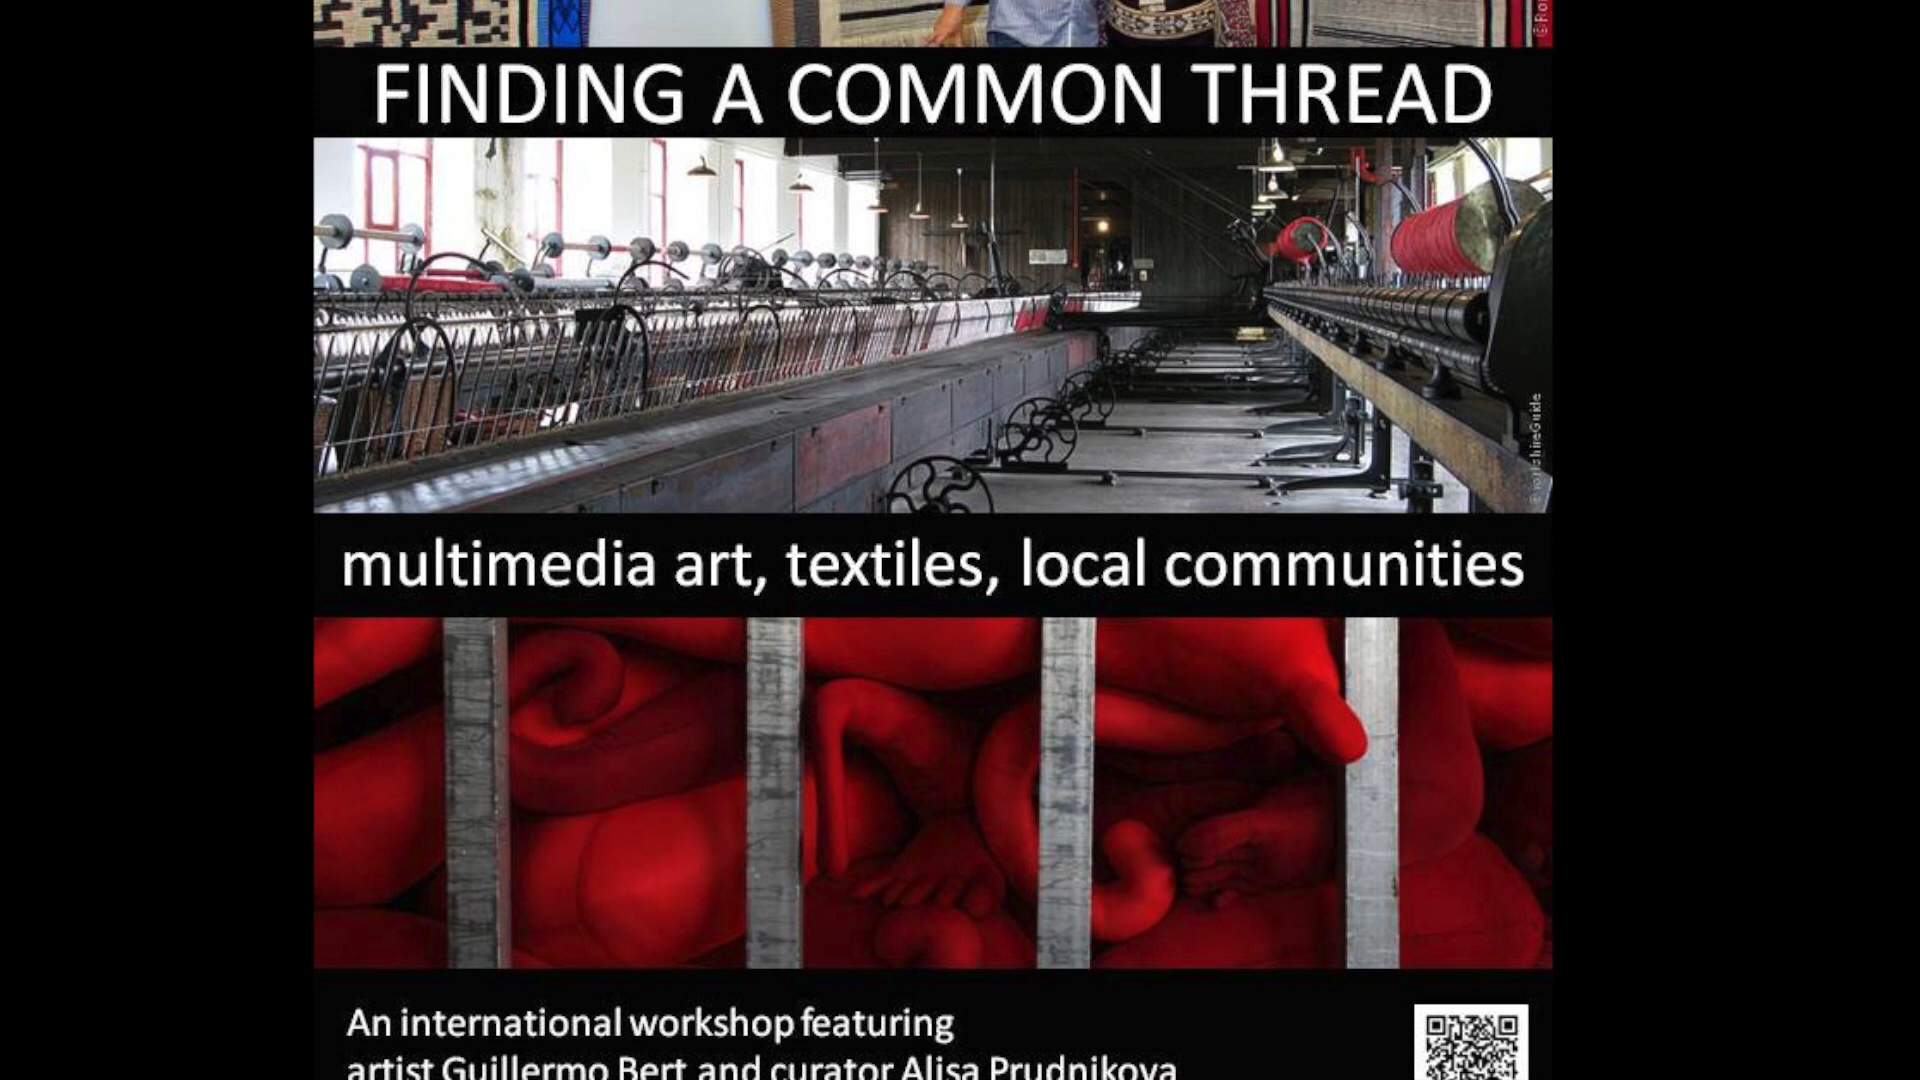 FINDING A COMMON THREAD
multimedia art, textiles, local communities
An international workshop featuring
artist Guillermo Bert and curator Alisa Prudnikova